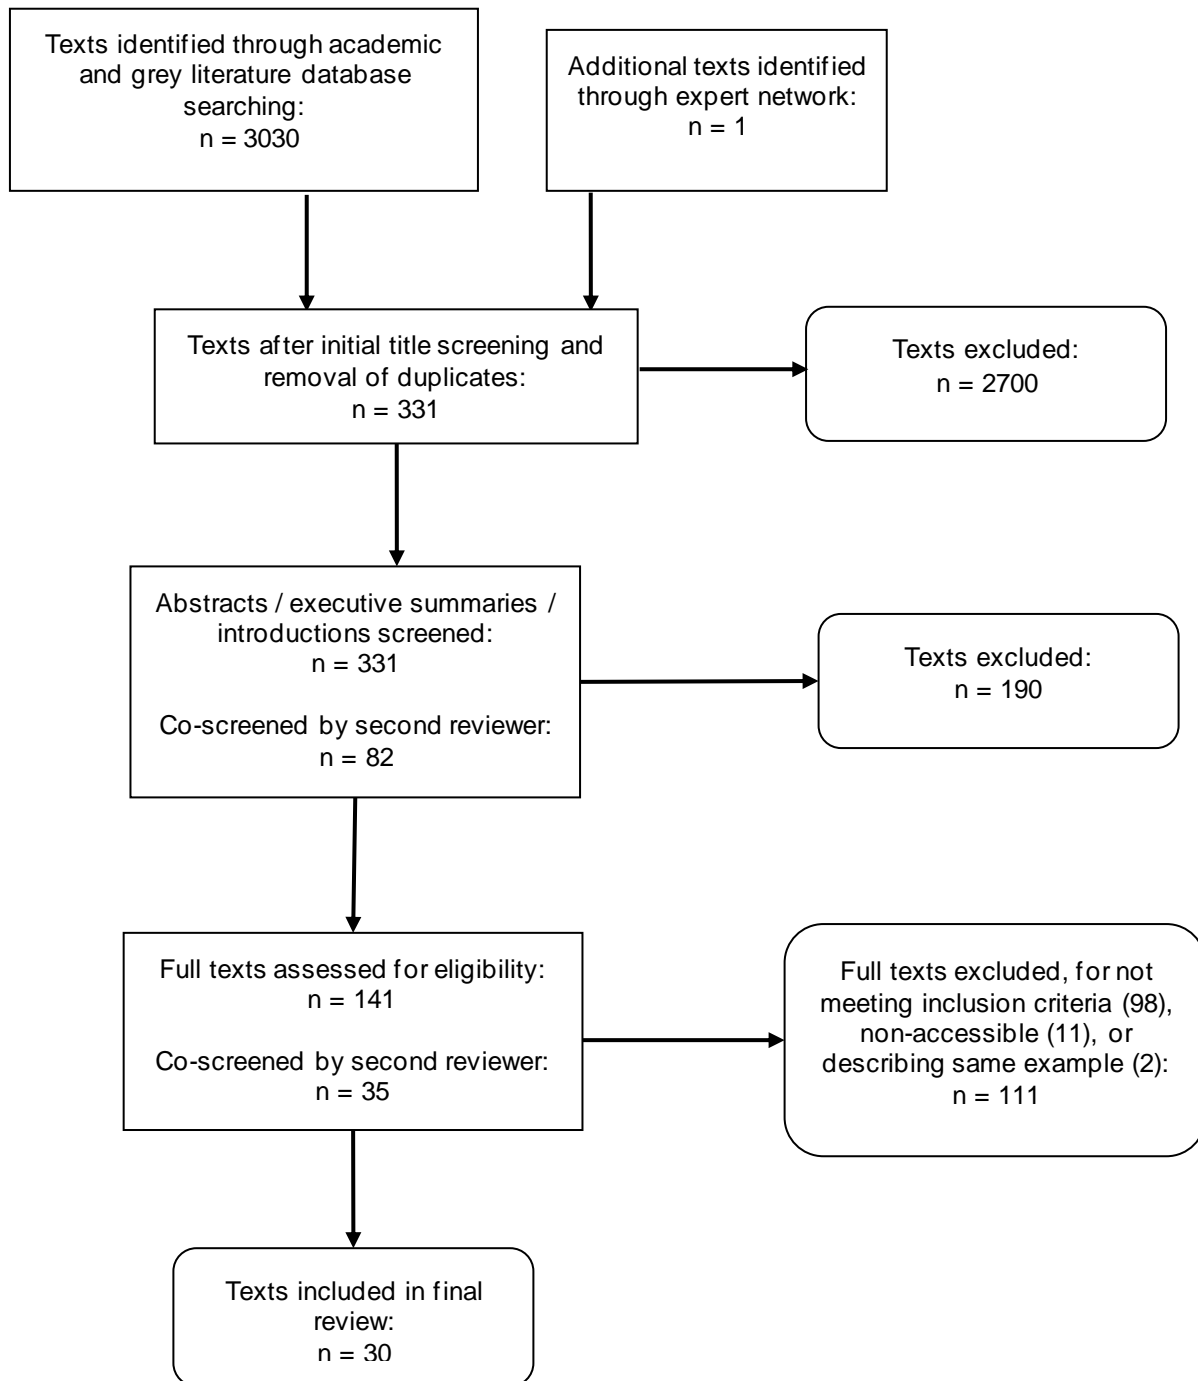 Texts identified through academic
and grey literature database
searching:
n = 3030
Additional texts identified
through expert network:
n = 1
Texts after initial title screening and
removal of duplicates:
n = 331
Texts excluded:
n = 2700
Abstracts / executive summaries /
introductions screened:
n = 331
Co-screened by second reviewer:
n = 82
Texts excluded:
n = 190
Full texts assessed for eligibility:
n = 141
Co-screened by second reviewer:
n = 35
Full texts excluded, for not
meeting inclusion criteria (98),
non-accessible (11), or
describing same example (2):
n = 111
Texts included in final
review:
n = 30